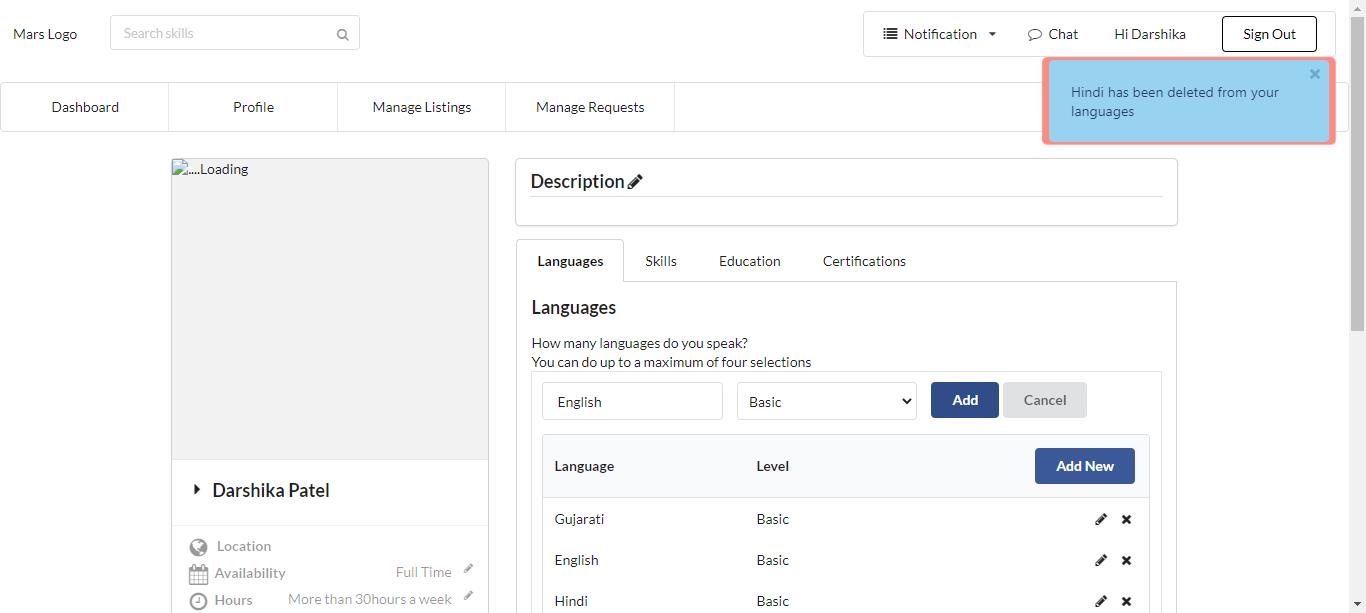 Mars Logo
Search skills
Notification
Chat
Hi Darshika
Sign Out
Hindi has been deleted from your
languages
Dashboard
Profile
Manage Listings
Manage Requests
....Loading
Description
Languages
Skills
Education
Certifications
Languages
How many languages do you speak?
You can do up to a maximum of four selections
English
Basic
Add
Cancel
Language
Level
Add New
Gujarati
Basic
English
Basic
Hindi
Basic
Darshika Patel
Location
Availability
Full Time
Hours
More than 30hours a week